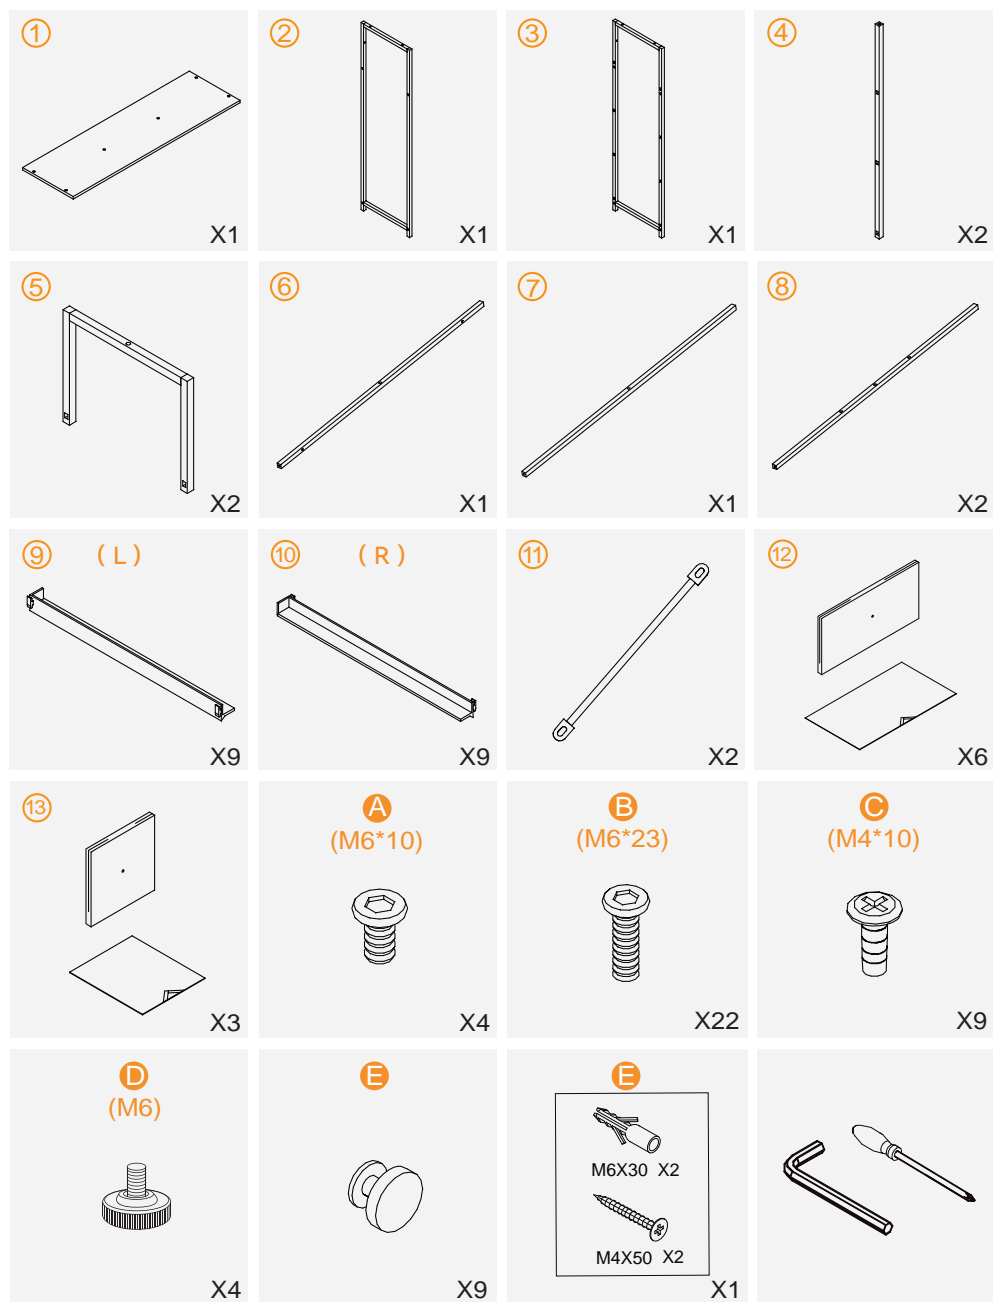 1
X1
2
X1
3
X1
4
X2
5
X2
6
X1
7
X1
8
X2
9 ( L )
X9
10 ( R )
X9
11
X2
12
X6
13
X3
A
(M6*10)
X4
B
(M6*23)
X22
C
(M4*10)
X9
D
(M6)
X4
E
X9
E
M6X30 X2
M4X50 X2
X1